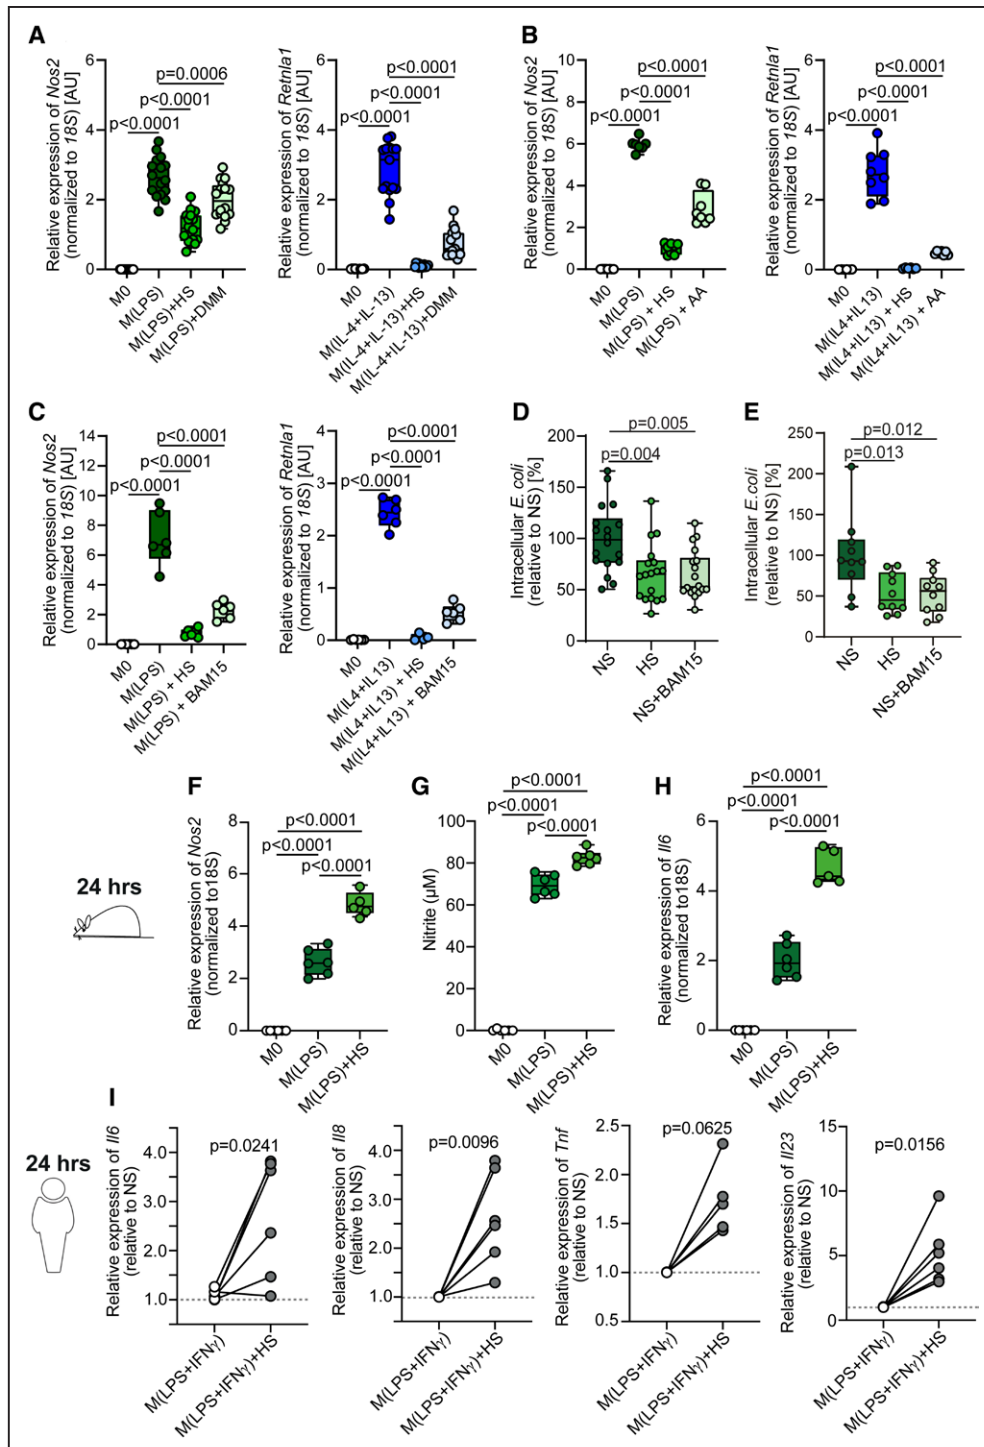 A
Relative expression of Nos2
(normalized to 18S) [AU]
6
4
2
0
p=0.0006
p<0.0001
p<0.0001
M0
M(LPS)
M(LPS)+HS
M(LPS)+DMM
Relative expression of Retnla1
(normalized to 18S) [AU]
6
4
2
0
p<0.0001
p<0.0001
p<0.0001
M0
M(IL-4+IL-13)
M(IL-4+IL-13)+HS
M(IL-4+IL-13)+DMM
B
Relative expression of Nos2
(normalized to 18S) [AU]
10
8
6
4
2
0
p<0.0001
p<0.0001
p<0.0001
M0
M(LPS)
M(LPS) + HS
M(LPS) + AA
Relative expression of Retnla1
(normalized to 18S) [AU]
6
4
2
0
p<0.0001
p<0.0001
p<0.0001
M0
M(IL4+IL13)
M(IL4+IL13) + HS
M(IL4+IL13) + AA
C
Relative expression of Nos2
(normalized to 18S) [AU]
14
12
10
8
6
4
2
0
p<0.0001
p<0.0001
p<0.0001
M0
M(LPS)
M(LPS) + HS
M(LPS) + BAM15
Relative expression of Retnla1
(normalized to 18S) [AU]
4
3
2
1
0
p<0.0001
p<0.0001
p<0.0001
M0
M(IL4+IL13)
M(IL4+IL13) + HS
M(IL4+IL13) + BAM15
D
Intracellular E.coli
(relative to NS) [%]
200
150
100
50
0
p=0.005
p=0.004
NS
HS
NS+BAM15
E
Intracellular E.coli
(relative to NS) [%]
250
200
150
100
50
0
p=0.012
p=0.013
NS
HS
NS+BAM15
24 hrs
F
Relative expression of Nos2
(normalized to18S)
8
6
4
2
0
p<0.0001
p<0.0001
p<0.0001
M0
M(LPS)
M(LPS)+HS
G
Nitrite (µM)
100
80
60
40
20
0
p<0.0001
p<0.0001
p<0.0001
M0
M(LPS)
M(LPS)+HS
H
Relative expression of Il6
(normalized to18S)
6
4
2
0
p<0.0001
p<0.0001
p<0.0001
M0
M(LPS)
M(LPS)+HS
I
24 hrs
Relative expression of Il6
(relative to NS)
4.0
3.0
2.0
1.0
p=0.0241
M(LPS+IFNγ)
M(LPS+IFNγ)+HS
Relative expression of Il8
(relative to NS)
4.0
3.0
2.0
1.0
p=0.0096
M(LPS+IFNγ)
M(LPS+IFNγ)+HS
Relative expression of Tnf
(relative to NS)
2.5
2.0
1.5
1.0
0.5
p=0.0625
M(LPS+IFNγ)
M(LPS+IFNγ)+HS
Relative expression of Il23
(relative to NS)
15
10
5
0
p=0.0156
M(LPS+IFNγ)
M(LPS+IFNγ)+HS